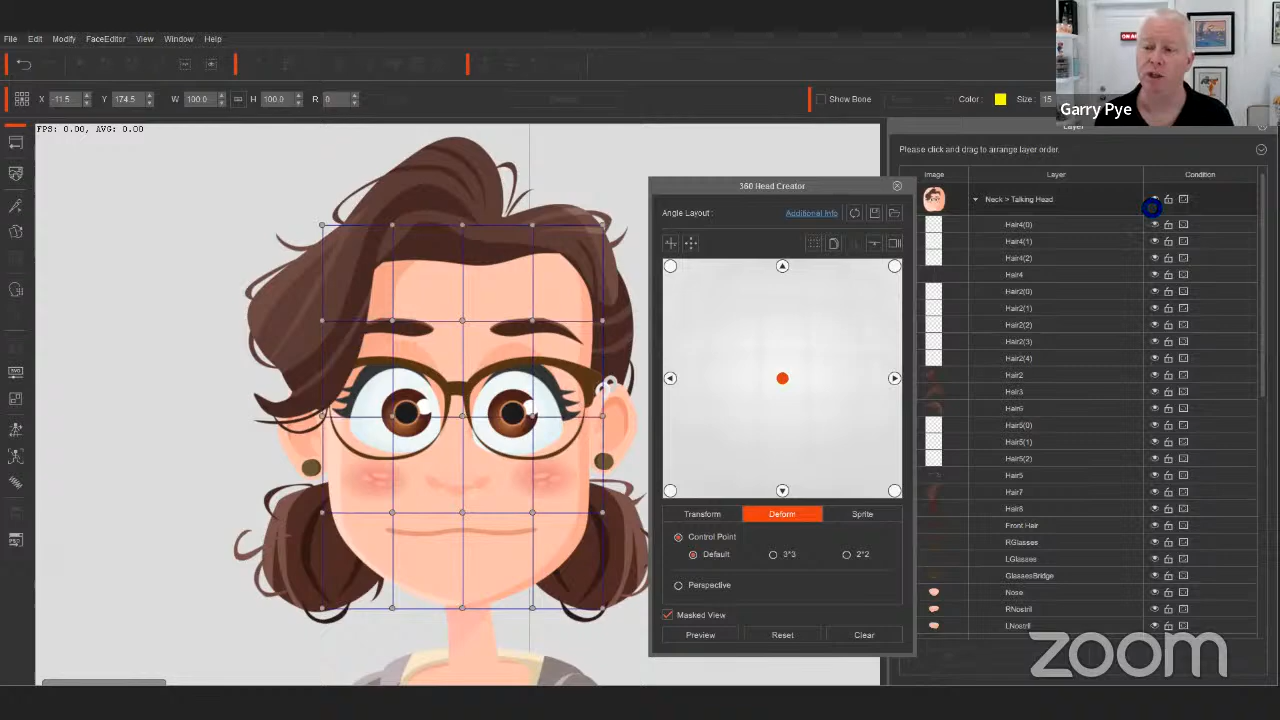 File Edit Modify FaceEditor View Window Help
X -11.5 Y 174.5 W 100.0 H 100.0 R 0 Show Bone Color: Size: 15
Garry Pye
FPS: 0.00, AVG: 0.00
Layer
Please click and drag to arrange layer order.
Image Layer Condition
Neck > Talking Head
Hair4(0)
Hair4(1)
Hair4(2)
Hair4
Hair2(0)
Hair2(1)
Hair2(2)
Hair2(3)
Hair2(4)
Hair2
Hair3
Hair6
Hair5(0)
Hair5(1)
Hair5(2)
Hair5
Hair7
Hair8
Front Hair
RGlasses
LGlasses
GlassesBridge
Nose
RNostril
LNostril
360 Head Creator
Angle Layout: Additional Info
Transform Deform Sprite
Control Point
Default 3*3 2*2
Perspective
Masked View
Preview Reset Clear
zoom